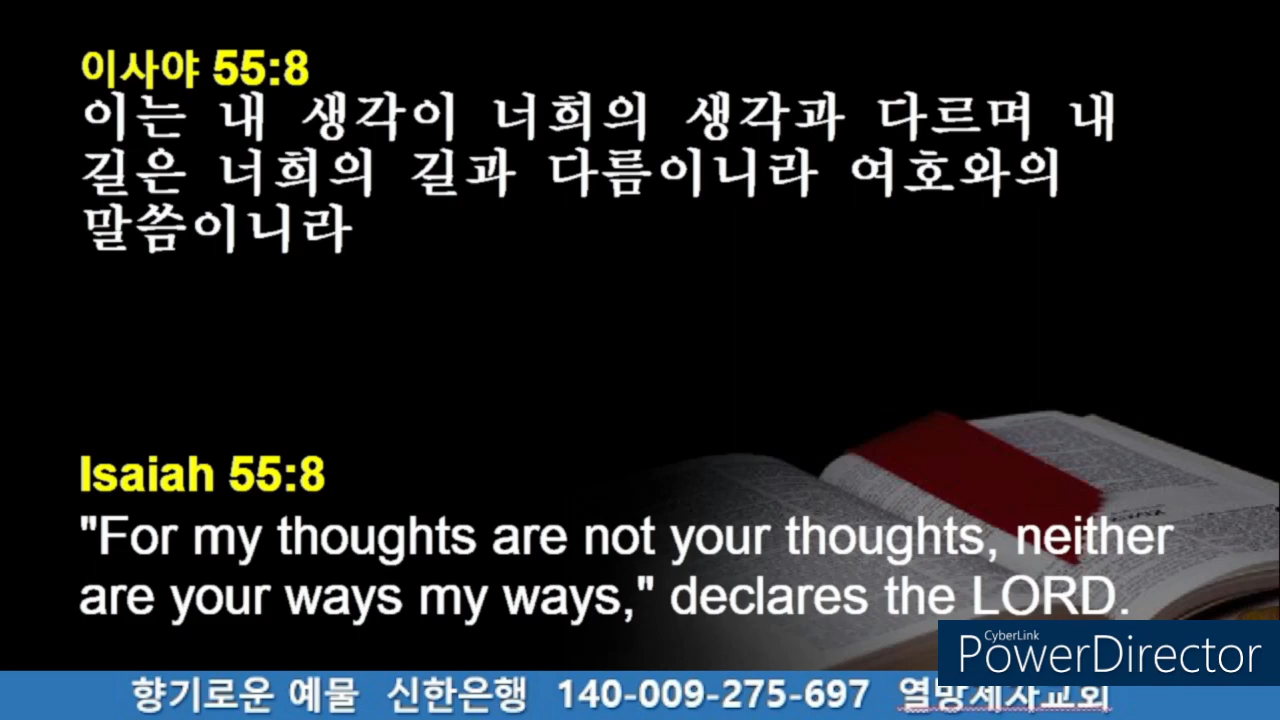 이사야 55:8
이는 내 생각이 너희의 생각과 다르며 내
길은 너희의 길과 다름이니라 여호와의
말씀이니라
Isaiah 55:8
"For my thoughts are not your thoughts, neither
are your ways my ways," declares the LORD.
CyberLink
PowerDirector
향기로운 예물 신한은행 140-009-275-697 열방제자교회